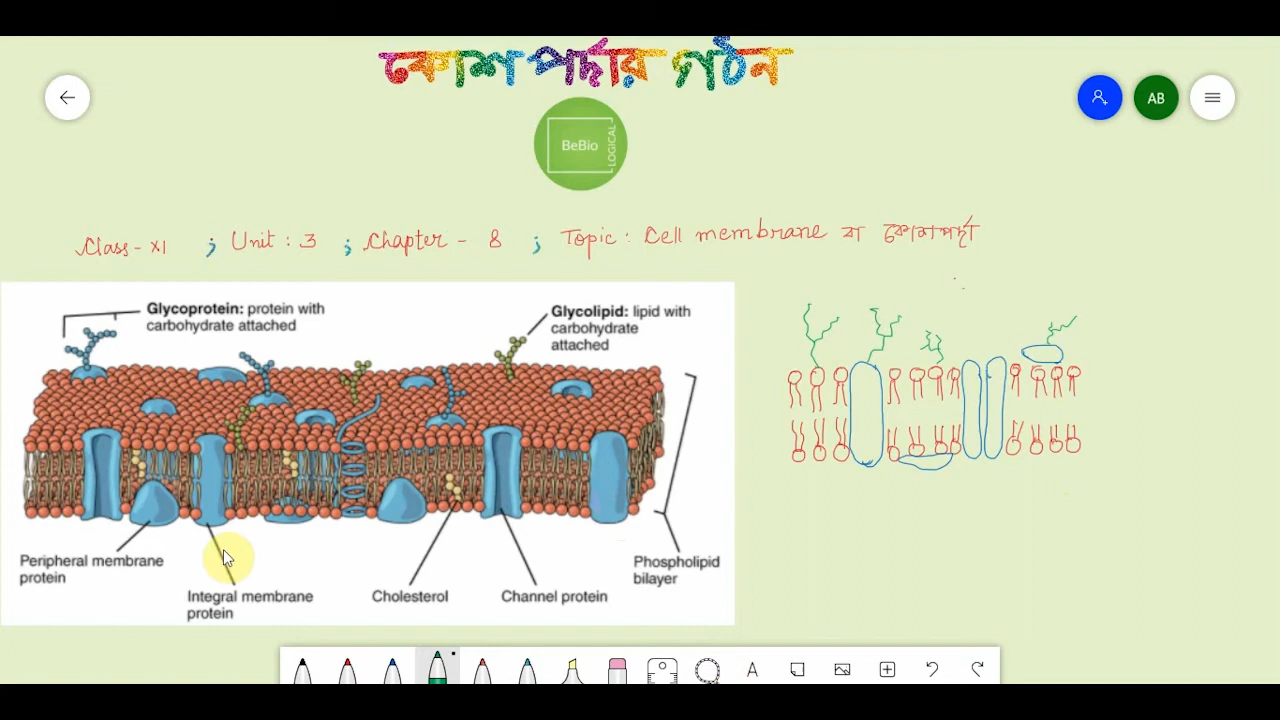 কোশ পর্দার গঠন
AB
BeBio
LOGICAL
Class - XI ; Unit : 3 ; Chapter - 8 ; Topic : Cell membrane বা কোশপর্দা
Glycoprotein: protein with
carbohydrate attached
Glycolipid: lipid with
carbohydrate
attached
Peripheral membrane
protein
Integral membrane
protein
Cholesterol
Channel protein
Phospholipid
bilayer
A